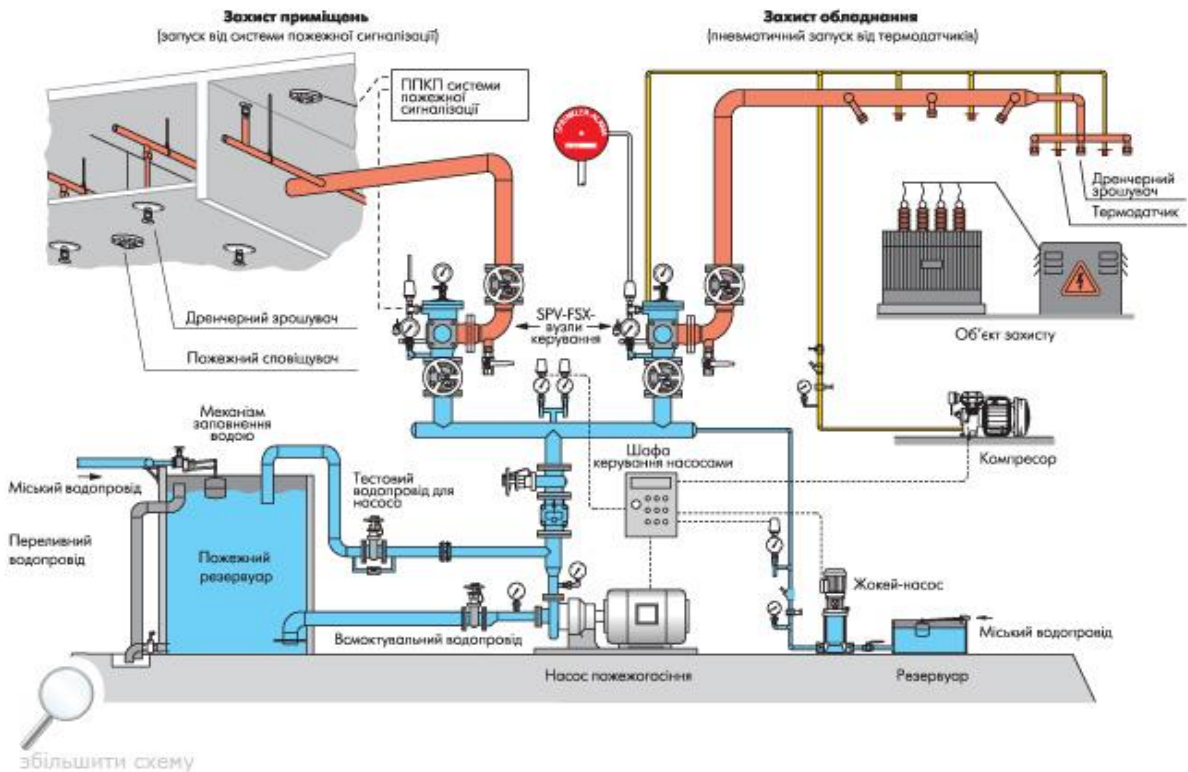 Захист приміщень
(запуск від системи пожежної сигналізації)
Захист обладнання
(пневматичний запуск від термодатчиків)
ППКП системи
пожежної
сигналізації
Дренчерний
зрошувач
Термодатчик
Дренчерний зрошувач
Пожежний сповіщувач
SPV-FSX-
вузли
керування
Об'єкт захисту
Механізм
заповнення
водою
Міський водопровід
Тестовий
водопровід для
насоса
Шафа
керування насосами
Компресор
Переливний
водопровід
Пожежний
резервуар
Жокей-насос
Вомоктувальний водопровід
Міський водопровід
Насос пожежогасіння
Резервуар
збільшити схему